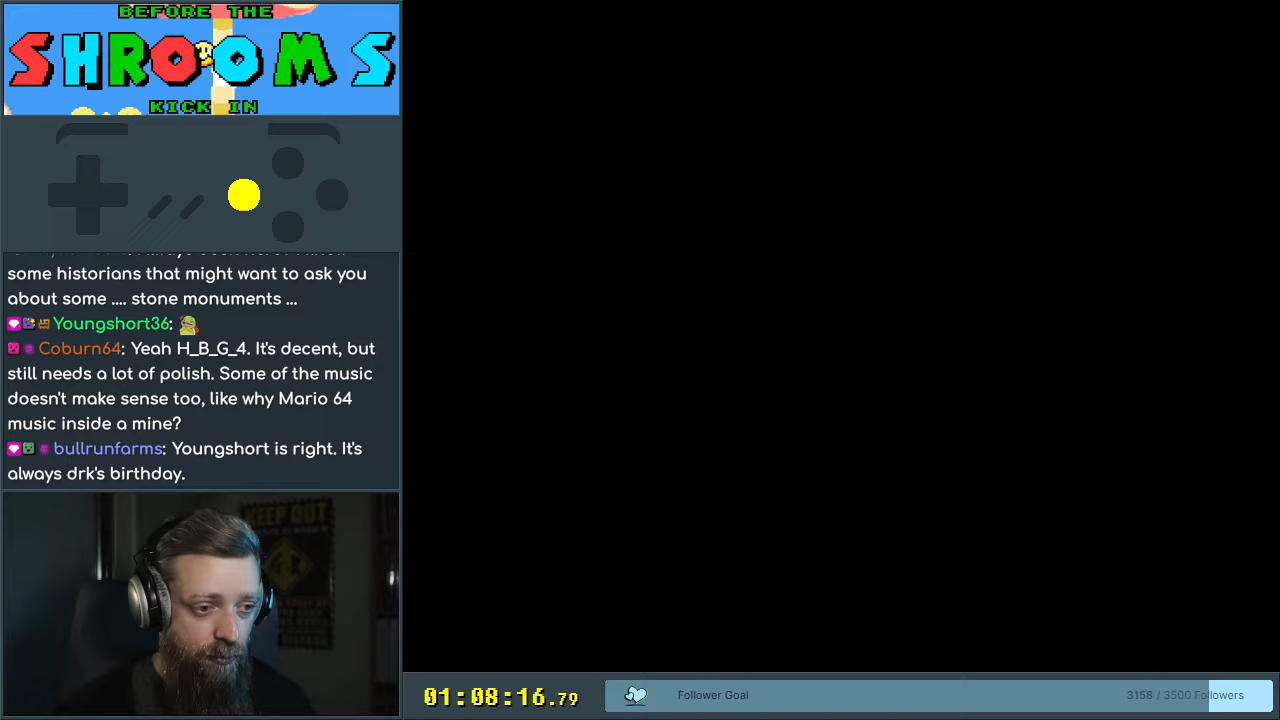 BEFORE THE
SHROOMS
KICK IN
some historians that might want to ask you
about some .... stone monuments ...
Youngshort36:
Coburn64: Yeah H_B_G_4. It's decent, but
still needs a lot of polish. Some of the music
doesn't make sense too, like why Mario 64
music inside a mine?
bullrunfarms: Youngshort is right. It's
always drk's birthday.
KEEP OUT
01:08:16.79
Follower Goal
3158 / 3500 Followers